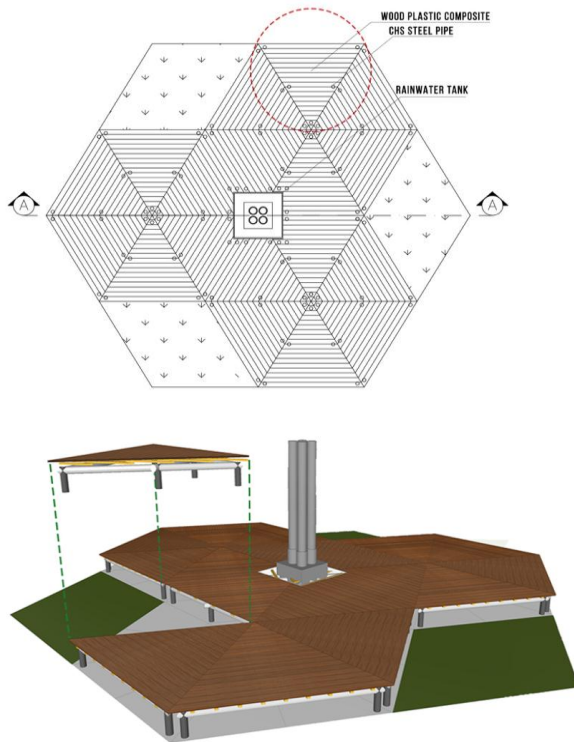 WOOD PLASTIC COMPOSITE
CHS STEEL PIPE
RAINWATER TANK
A
A